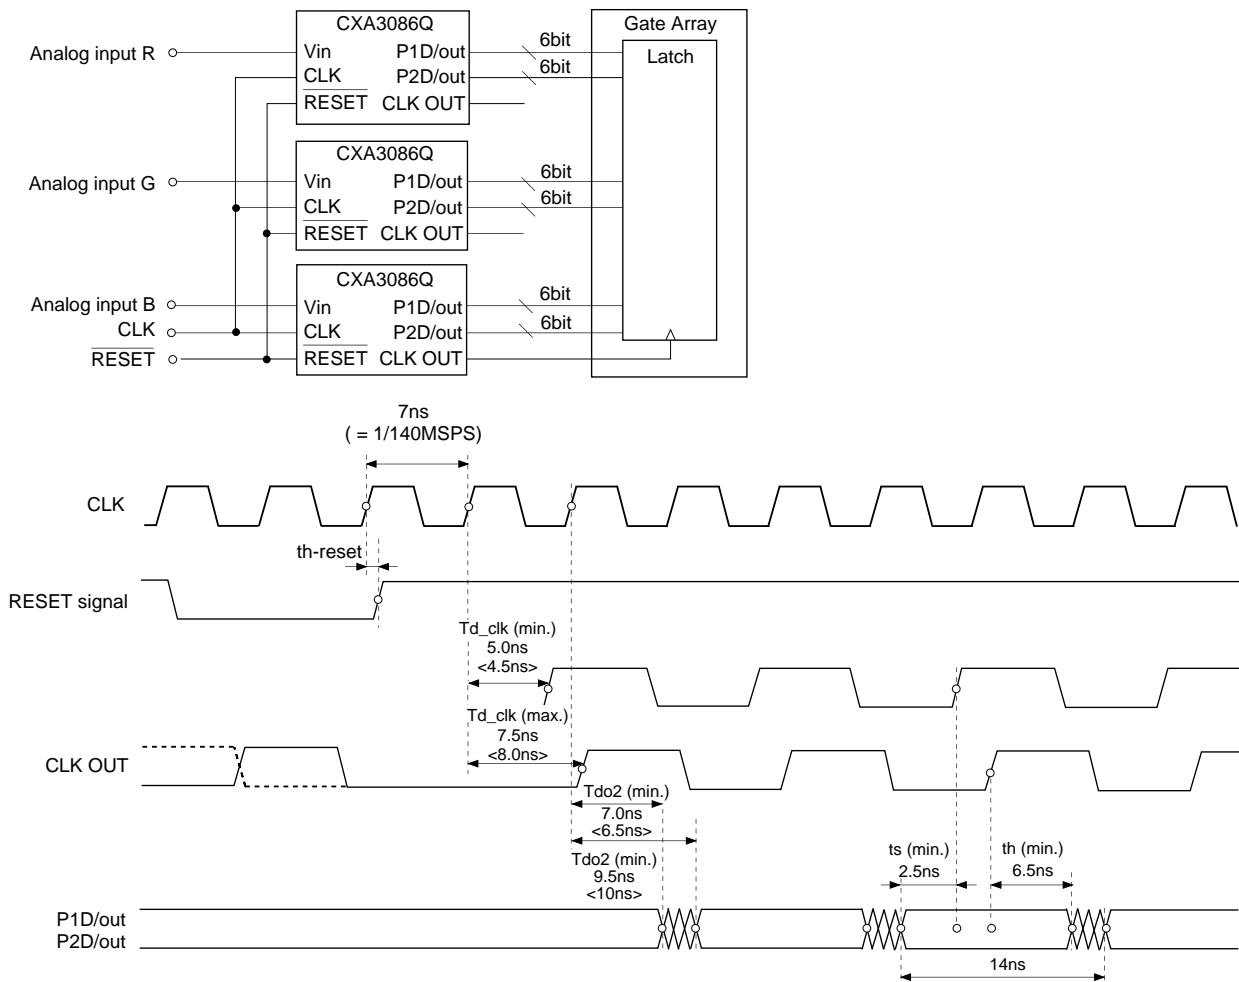 CXA3086Q
Gate Array
Analog input R
Vin
P1D/out
6bit
Latch
CLK
P2D/out
6bit
RESET
CLK OUT
CXA3086Q
Analog input G
Vin
P1D/out
6bit
CLK
P2D/out
6bit
RESET
CLK OUT
CXA3086Q
Analog input B
Vin
P1D/out
6bit
CLK
CLK
P2D/out
6bit
RESET
RESET
CLK OUT
7ns
( = 1/140MSPS)
CLK
th-reset
RESET signal
Td_clk (min.)
5.0ns
<4.5ns>
Td_clk (max.)
7.5ns
<8.0ns>
CLK OUT
Tdo2 (min.)
7.0ns
<6.5ns>
Tdo2 (min.)
9.5ns
<10ns>
ts (min.)
2.5ns
th (min.)
6.5ns
P1D/out
P2D/out
14ns